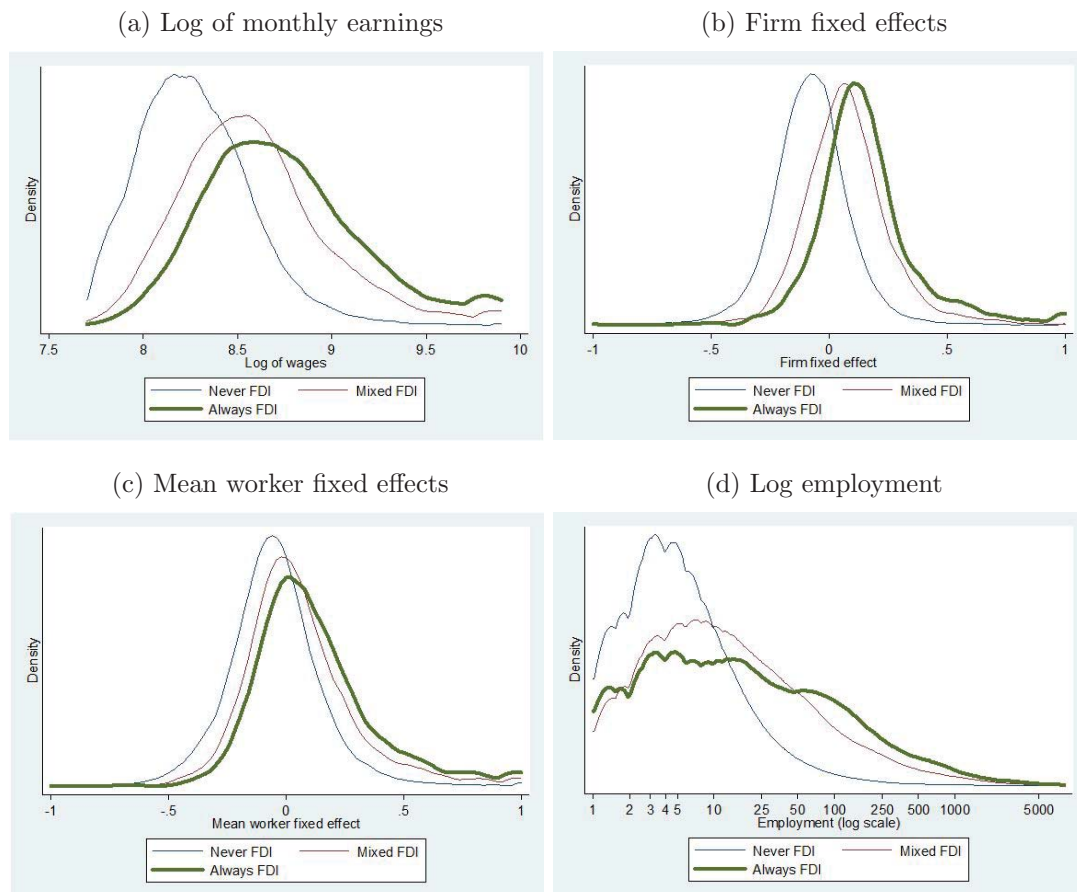 (a) Log of monthly earnings
Density
7.5 8 8.5 9 9.5 10
Log of wages
Never FDI Mixed FDI
Always FDI
(b) Firm fixed effects
Density
-1 -.5 0 .5 1
Firm fixed effect
Never FDI Mixed FDI
Always FDI
(c) Mean worker fixed effects
Density
-1 -.5 0 .5 1
Mean worker fixed effect
Never FDI Mixed FDI
Always FDI
(d) Log employment
Density
1 2 3 4 5 10 25 50 100 250 500 1000 5000
Employment (log scale)
Never FDI Mixed FDI
Always FDI